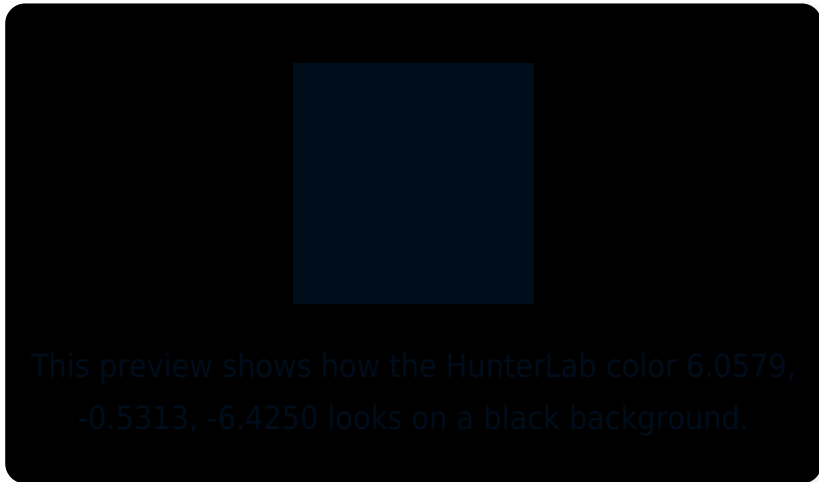 This preview shows how the HunterLab color 6.0579,
-0.5313, -6.4250 looks on a black background.